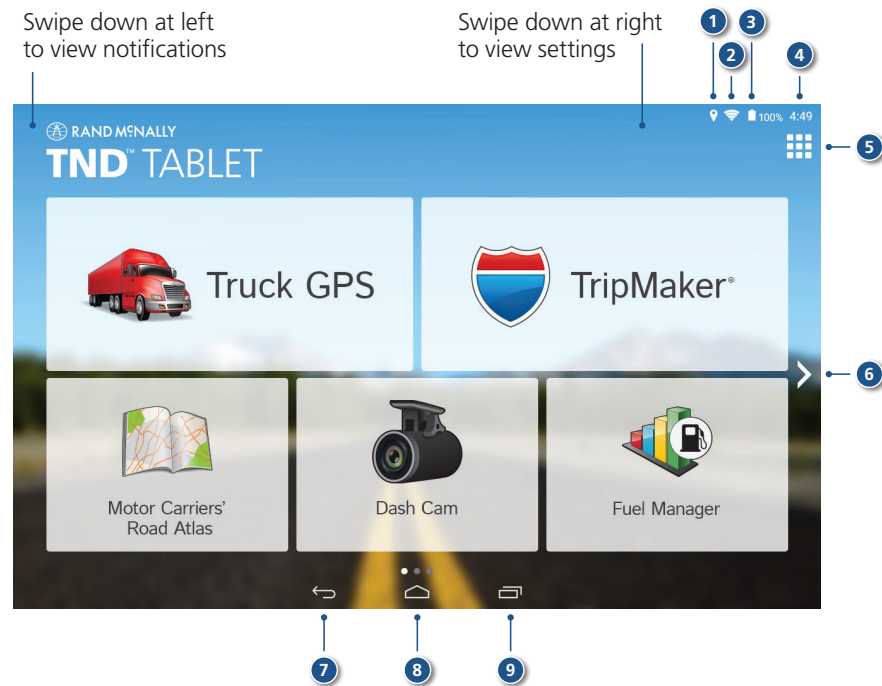 Swipe down at left
to view notifications
Swipe down at right
to view settings
1
2
3
4
100% 4:49
RAND MCNALLY
TND™ TABLET
5
Truck GPS
TripMaker®
6
Motor Carriers'
Road Atlas
Dash Cam
Fuel Manager
7
8
9